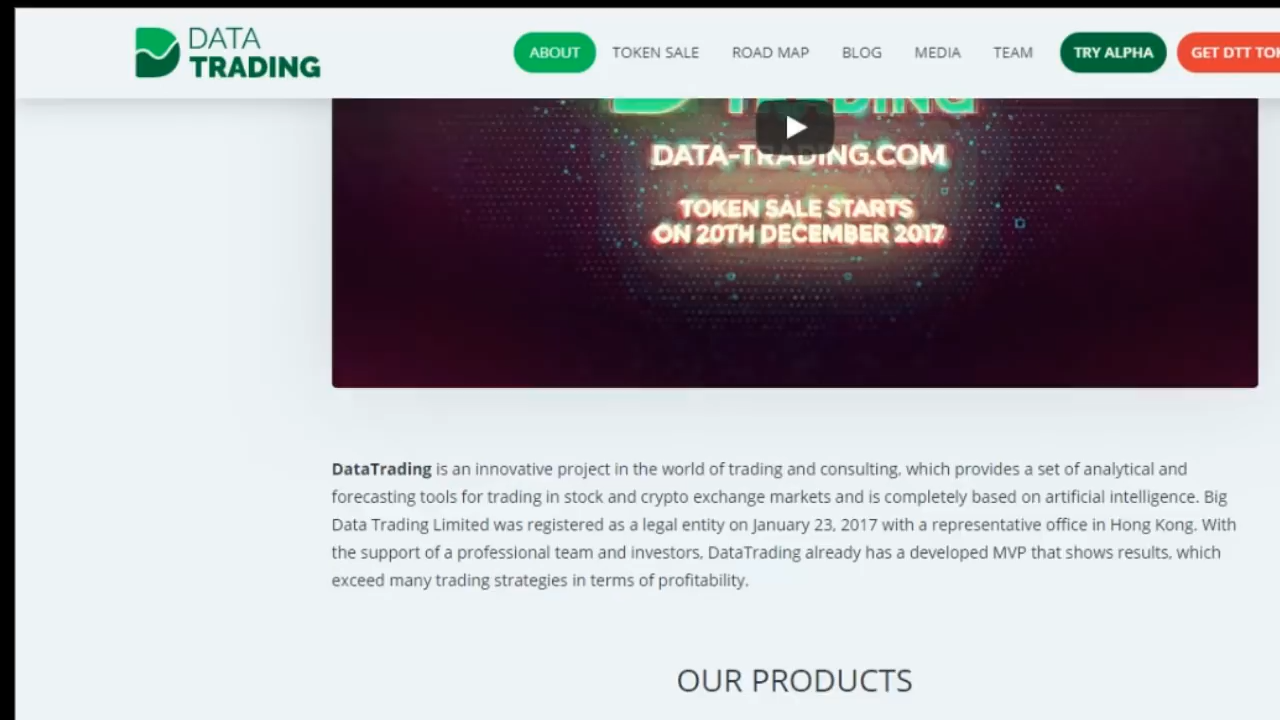 DATA
TRADING
ABOUT
TOKEN SALE
ROAD MAP
BLOG
MEDIA
TEAM
TRY ALPHA
GET DTT TO
TRADING
DATA-TRADING.COM
TOKEN SALE STARTS
ON 20TH DECEMBER 2017
DataTrading is an innovative project in the world of trading and consulting, which provides a set of analytical and
forecasting tools for trading in stock and crypto exchange markets and is completely based on artificial intelligence. Big
Data Trading Limited was registered as a legal entity on January 23, 2017 with a representative office in Hong Kong. With
the support of a professional team and investors, DataTrading already has a developed MVP that shows results, which
exceed many trading strategies in terms of profitability.
OUR PRODUCTS